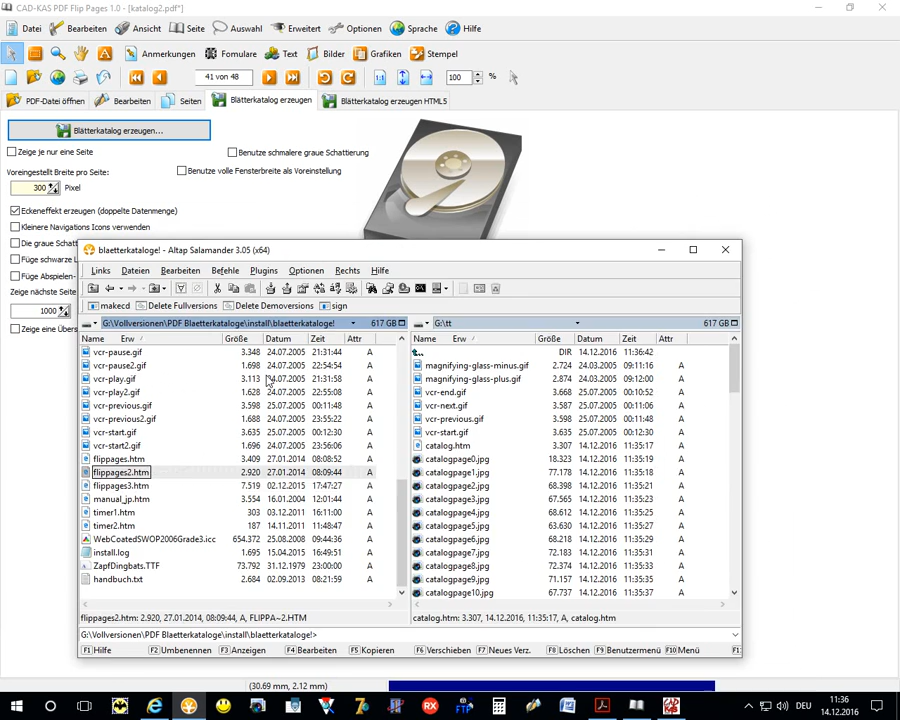 CAD-KAS PDF Flip Pages 1.0 - [katalog2.pdf*]
Datei Bearbeiten Ansicht Seite Auswahl Erweitert Optionen Sprache Hilfe
Anmerkungen Formulare Text Bilder Grafiken Stempel
41 von 48 1:1 100 %
PDF-Datei öffnen Bearbeiten Seiten Blätterkatalog erzeugen Blätterkatalog erzeugen HTML5
Blätterkatalog erzeugen...
Zeige je nur eine Seite Benutze schmalere graue Schattierung
Voreingestellt Breite pro Seite: Benutze volle Fensterbreite als Voreinstellung
300 Pixel
Eckeneffekt erzeugen (doppelte Datenmenge)
Kleinere Navigations Icons verwenden
Die graue Schatt
Füge schwarze L
Füge Abspielen-
Zeige nächste Seite
1000
Zeige eine Übers
blaetterkataloge! - Altap Salamander 3.05 (x64)
Links Dateien Bearbeiten Befehle Plugins Optionen Rechts Hilfe
makecd Delete Fullversions Delete Demoversions sign
G:\Vollversionen\PDF Blaetterkataloge\install\blaetterkataloge! 617 GB G:\tt 617 GB
Name Erw Größe Datum Zeit Attr Name Erw Größe Datum Zeit Attr
vcr-pause.gif 3.348 24.07.2005 21:31:44 A .. DIR 14.12.2016 11:36:42
vcr-pause2.gif 1.698 24.07.2005 22:54:54 A magnifying-glass-minus.gif 2.724 24.03.2005 09:11:16 A
vcr-play.gif 3.113 24.07.2005 21:31:58 A magnifying-glass-plus.gif 2.874 24.03.2005 09:12:00 A
vcr-play2.gif 1.628 24.07.2005 22:55:08 A vcr-end.gif 3.668 25.07.2005 00:10:52 A
vcr-previous.gif 3.598 25.07.2005 00:11:48 A vcr-next.gif 3.587 25.07.2005 00:11:06 A
vcr-previous2.gif 1.688 24.07.2005 23:55:22 A vcr-previous.gif 3.598 25.07.2005 00:11:48 A
vcr-start.gif 3.635 25.07.2005 00:12:30 A vcr-start.gif 3.635 25.07.2005 00:12:30 A
vcr-start2.gif 1.696 24.07.2005 23:56:06 A catalog.htm 3.307 14.12.2016 11:35:17 A
flippages.htm 3.409 27.01.2014 08:08:52 A catalogpage0.jpg 18.323 14.12.2016 11:35:19 A
flippages2.htm 2.920 27.01.2014 08:09:44 A catalogpage1.jpg 77.178 14.12.2016 11:35:18 A
flippages3.htm 7.519 02.12.2015 17:47:27 A catalogpage2.jpg 68.398 14.12.2016 11:35:21 A
manual_jp.htm 3.554 16.01.2004 12:01:44 A catalogpage3.jpg 67.565 14.12.2016 11:35:23 A
timer1.htm 303 03.12.2011 16:11:00 A catalogpage4.jpg 68.612 14.12.2016 11:35:25 A
timer2.htm 187 14.11.2011 11:48:47 A catalogpage5.jpg 63.630 14.12.2016 11:35:27 A
WebCoatedSWOP2006Grade3.icc 654.372 25.08.2008 09:44:36 A catalogpage6.jpg 68.218 14.12.2016 11:35:29 A
install.log 1.695 15.04.2015 16:49:51 A catalogpage7.jpg 72.183 14.12.2016 11:35:31 A
ZapfDingbats.TTF 73.792 31.12.1979 23:00:00 A catalogpage8.jpg 72.374 14.12.2016 11:35:33 A
handbuch.txt 2.684 02.09.2013 08:21:59 A catalogpage9.jpg 71.157 14.12.2016 11:35:35 A
catalogpage10.jpg 67.737 14.12.2016 11:35:37 A
flippages2.htm: 2.920, 27.01.2014, 08:09:44, A, FLIPPA~2.HTM catalog.htm: 3.307, 14.12.2016, 11:35:17, A, catalog.htm
G:\Vollversionen\PDF Blaetterkataloge\install\blaetterkataloge!>
F1 Hilfe F2 Umbenennen F3 Anzeigen F4 Bearbeiten F5 Kopieren F6 Verschieben F7 Neues Verz. F8 Löschen F9 Benutzermenü F10 Menü F1
(30.69 mm, 2.12 mm)
RX FTP DEU 11:36
14.12.2016